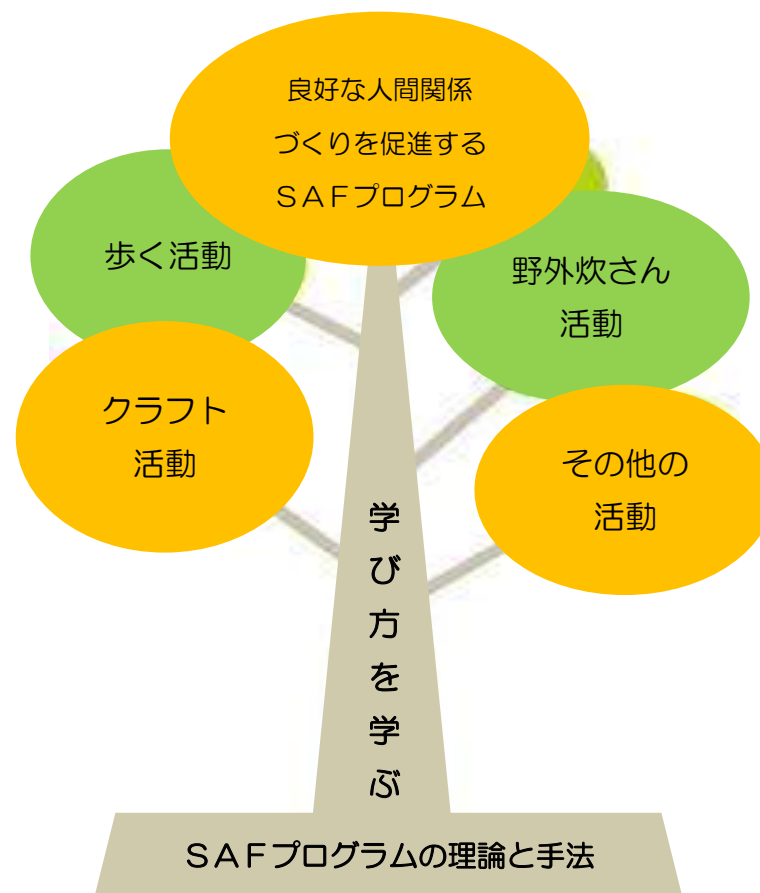 良好な人間関係
づくりを促進する
ＳＡＦプログラム
歩く活動
野外炊さん
活動
クラフト
活動
その他の
活動
学び方を学ぶ
ＳＡＦプログラムの理論と手法